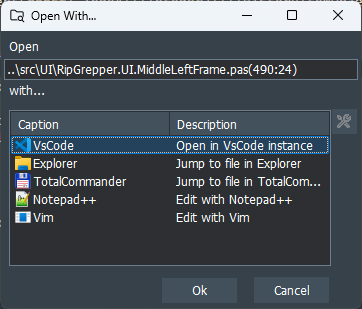 Open With...
Open
..\src\UI\RipGrepper.UI.MiddleLeftFrame.pas(490:24)
with...
Caption Description
VsCode Open in VsCode instance
Explorer Jump to file in Explorer
TotalCommander Jump to file in TotalCom...
Notepad++ Edit with Notepad++
Vim Edit with Vim
Ok Cancel